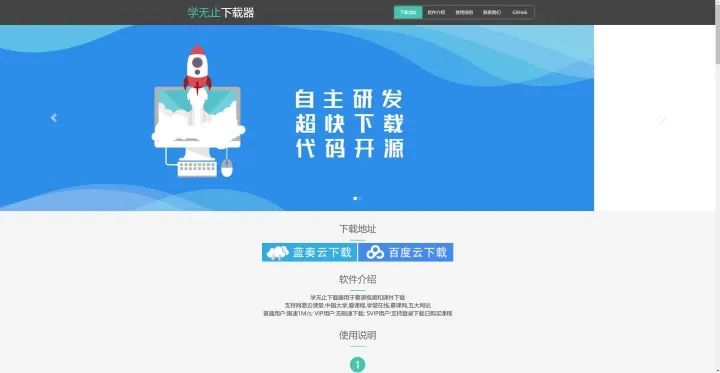 学无止下载器
下载地址 软件介绍 使用说明 联系我们 GitHub
自主研发
超快下载
代码开源
下载地址
蓝奏云下载 百度云下载
软件介绍
学无止下载器用于慕课视频和课件下载
支持网易云课堂,中国大学,爱课程,学堂在线,慕课网,五大网站
普通用户:限速1M/s; VIP用户:无限速下载; SVIP用户:支持登录下载已购买课程
使用说明
1